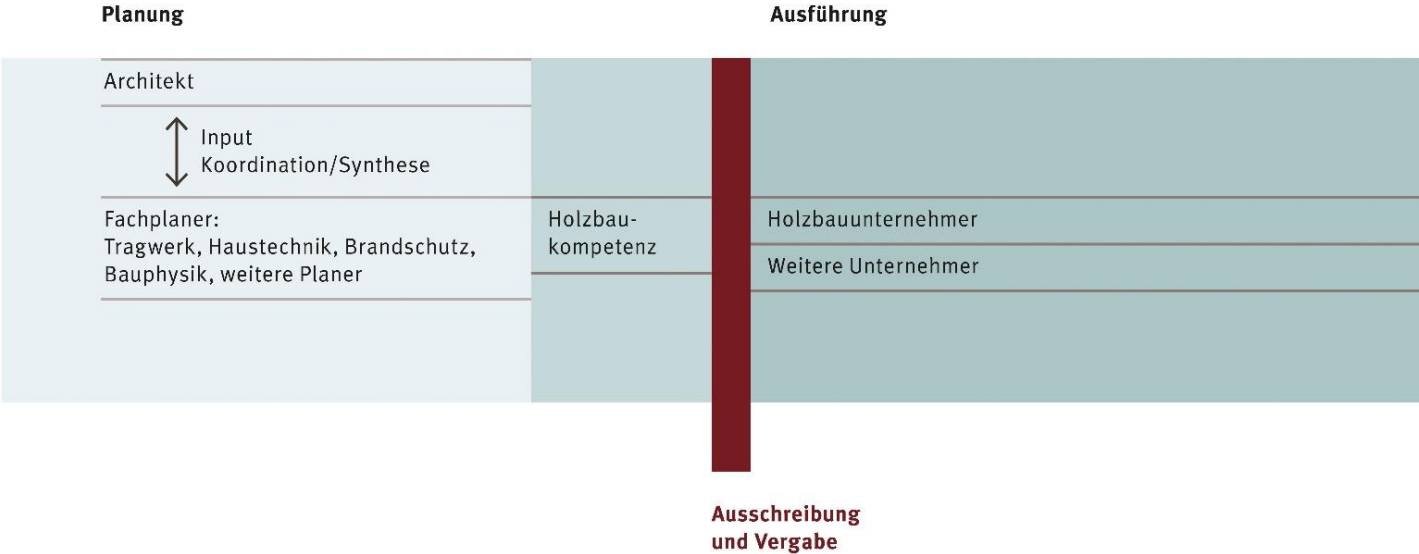 Planung
Ausführung
Architekt
Input
Koordination/Synthese
Fachplaner:
Tragwerk, Haustechnik, Brandschutz,
Bauphysik, weitere Planer
Holzbau-
kompetenz
Holzbauunternehmer
Weitere Unternehmer
Ausschreibung
und Vergabe